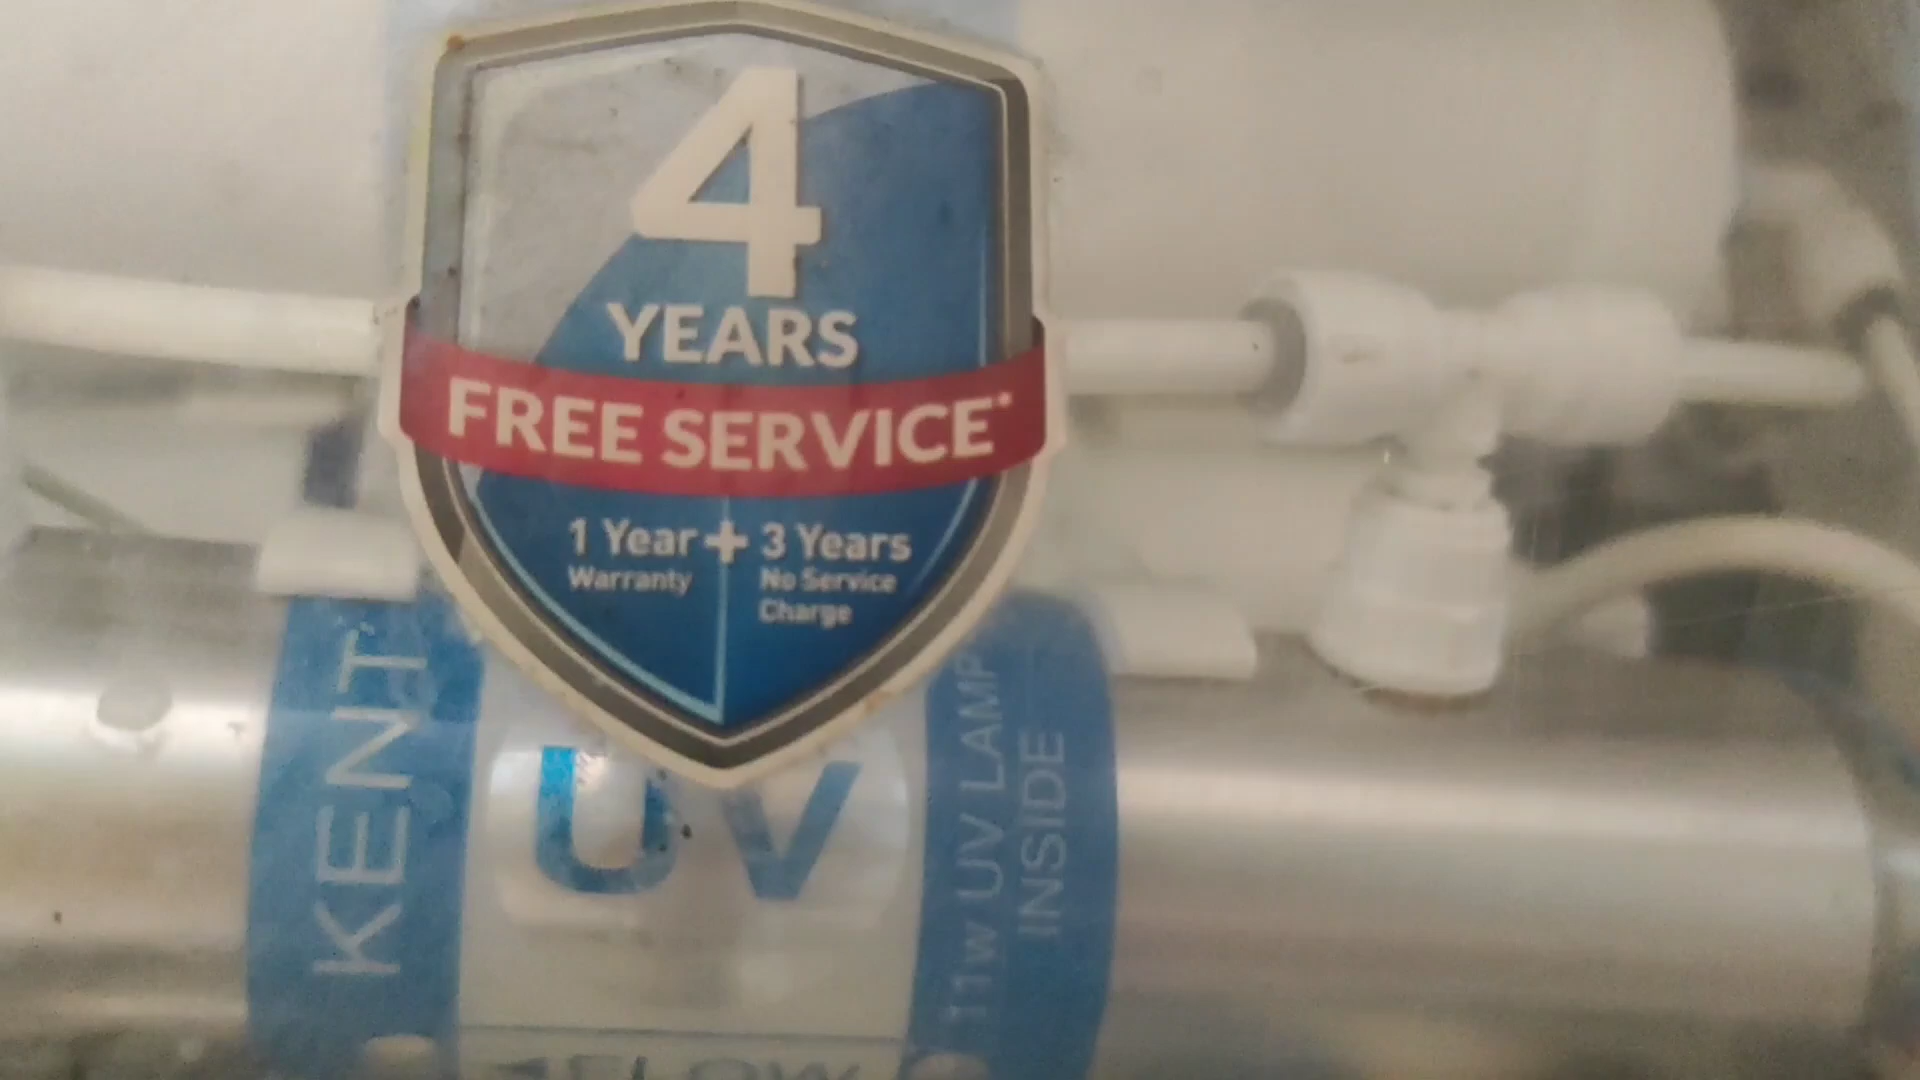 4
YEARS
FREE SERVICE*
1 Year + 3 Years
Warranty
No Service
Charge
KENT
UV
11w UV LAMP
INSIDE